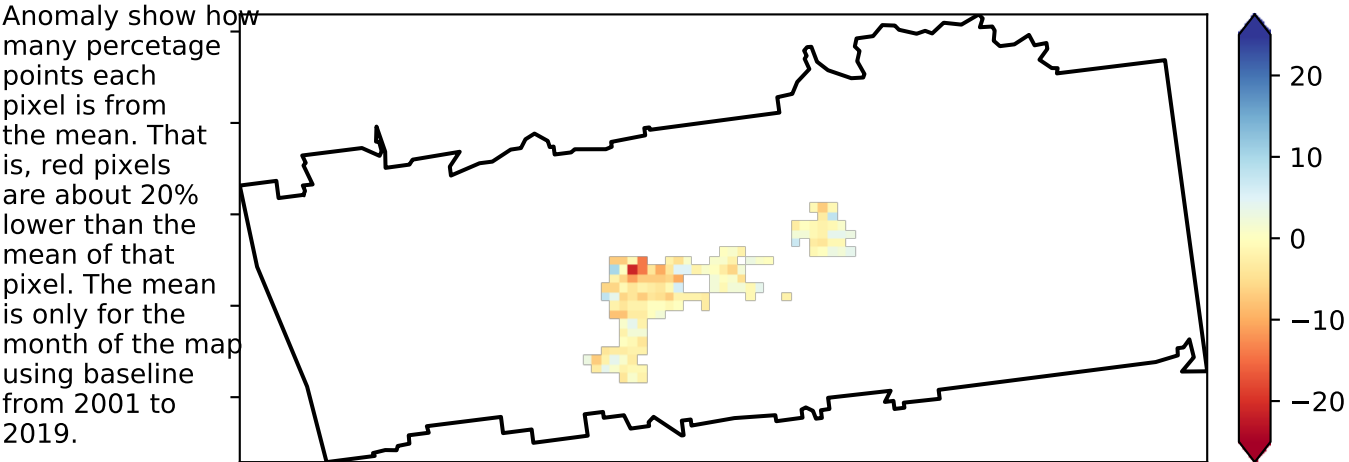 Anomaly show how
many percetage
points each
pixel is from
the mean. That
is, red pixels
are about 20%
lower than the
mean of that
pixel. The mean
is only for the
month of the map
using baseline
from 2001 to
2019.
20
10
0
−10
−20